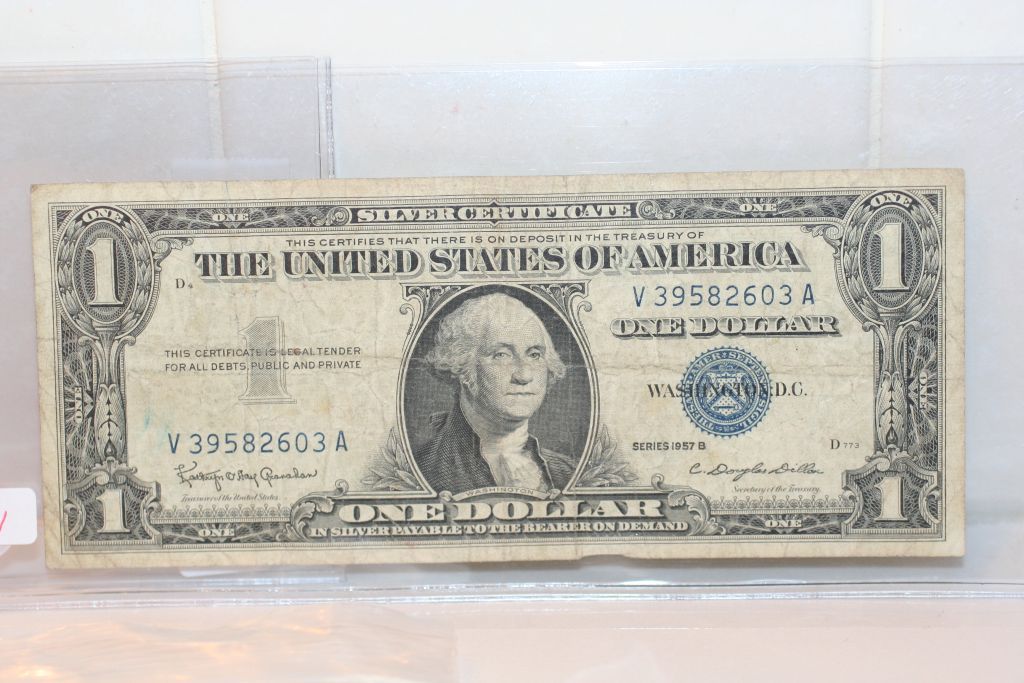 ONE SILVER CERTIFICATE ONE
ONE ONE
THIS CERTIFIES THAT THERE IS ON DEPOSIT IN THE TREASURY OF
THE UNITED STATES OF AMERICA
1 1
D4
V 39582603 A
ONE DOLLAR
1
THIS CERTIFICATE IS LEGAL TENDER
FOR ALL DEBTS, PUBLIC AND PRIVATE
WASHINGTON, D.C.
ONE ONE
V 39582603 A
SERIES 1957 B
D 773
Kathryn O'Hay Granahan
C. Douglas Dillon
Treasurer of the United States.
Secretary of the Treasury.
WASHINGTON
1 1
ONE DOLLAR
IN SILVER PAYABLE TO THE BEARER ON DEMAND
ONE ONE